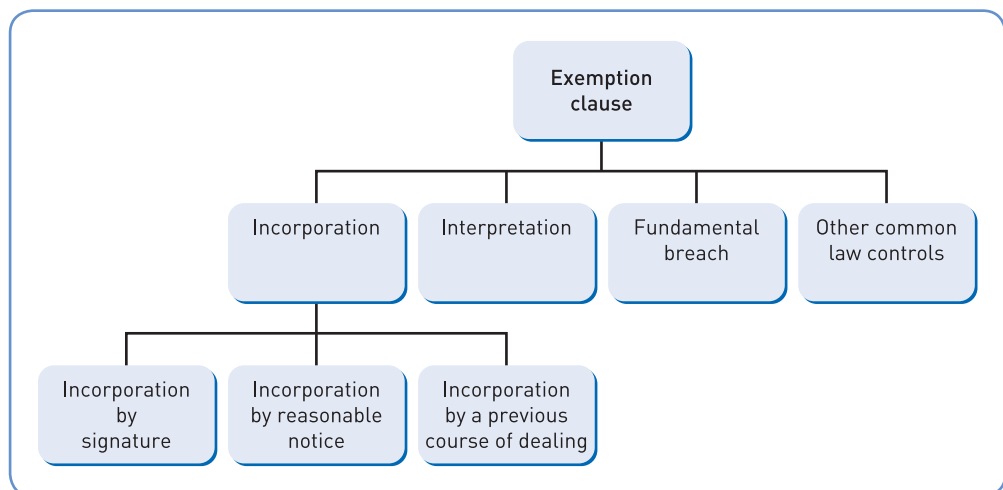 Exemption
clause
Incorporation
Interpretation
Fundamental
breach
Other common
law controls
Incorporation
by
signature
Incorporation
by reasonable
notice
Incorporation
by a previous
course of dealing